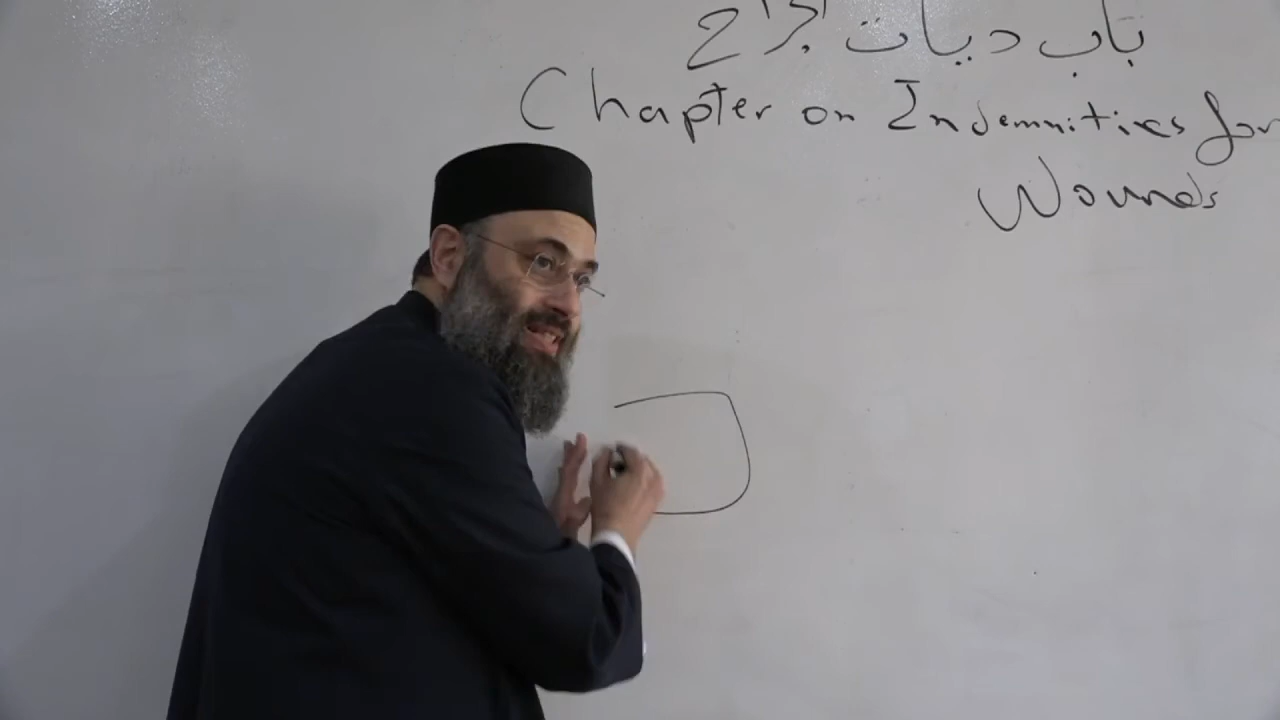 باب ديات الجراح
Chapter on Indemnities for
Wounds